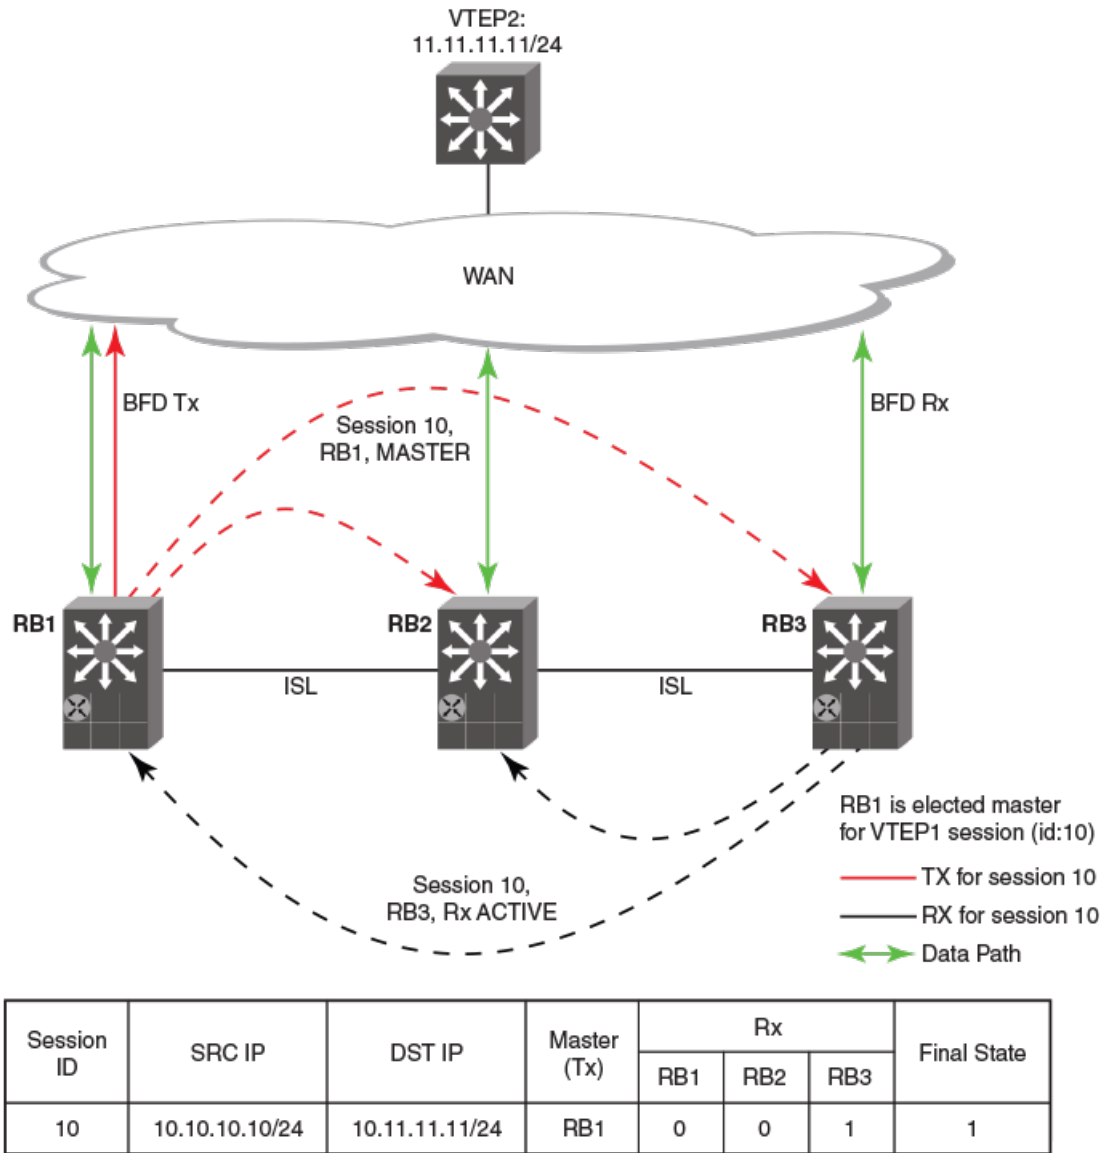 VTEP2:
11.11.11.11/24
WAN
BFD Tx
BFD Rx
Session 10,
RB1, MASTER
RB1
RB2
RB3
ISL
ISL
RB1 is elected master
for VTEP1 session (id:10)
TX for session 10
RX for session 10
Data Path
Session 10,
RB3, Rx ACTIVE
Session
ID
SRC IP
DST IP
Master
(Tx)
Rx
RB1
RB2
RB3
Final State
10
10.10.10.10/24
10.11.11.11/24
RB1
0
0
1
1